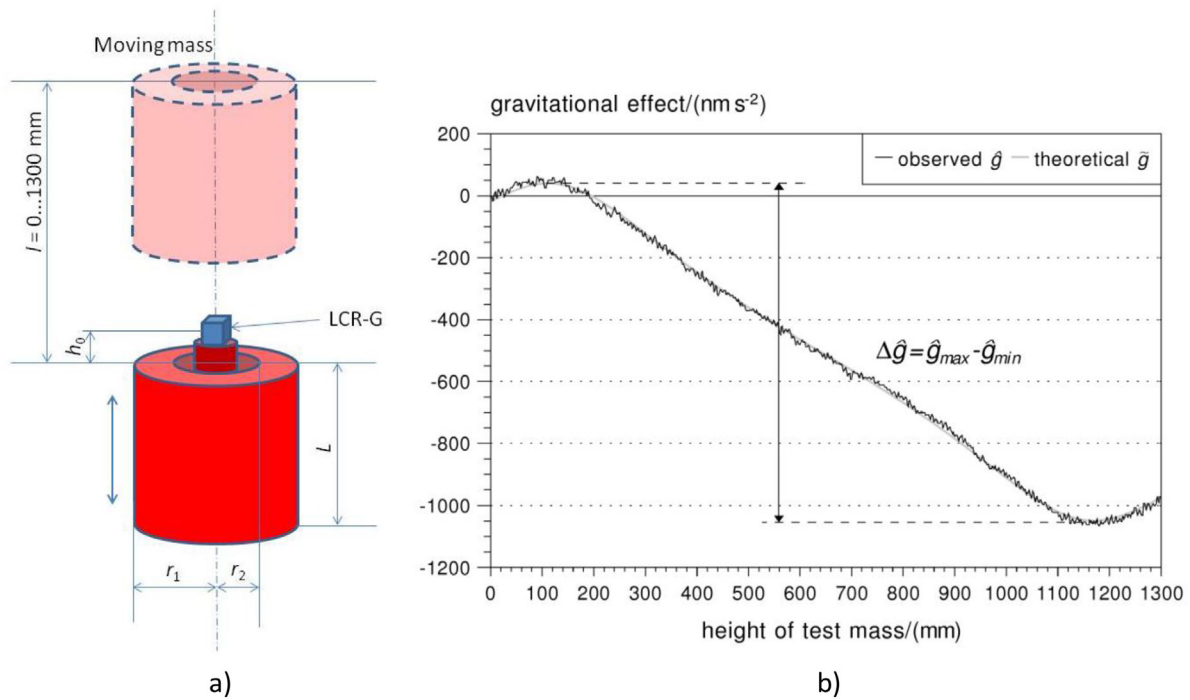 Moving mass
l = 0...1300 mm
LCR-G
h₀
L
r₁
r₂
a)
gravitational effect/(nm s⁻²)
200
0
-200
-400
-600
-800
-1000
-1200
observed ĝ
theoretical g̃
Δĝ=ĝmax-ĝmin
0 100 200 300 400 500 600 700 800 900 1000 1100 1200 1300
height of test mass/(mm)
b)